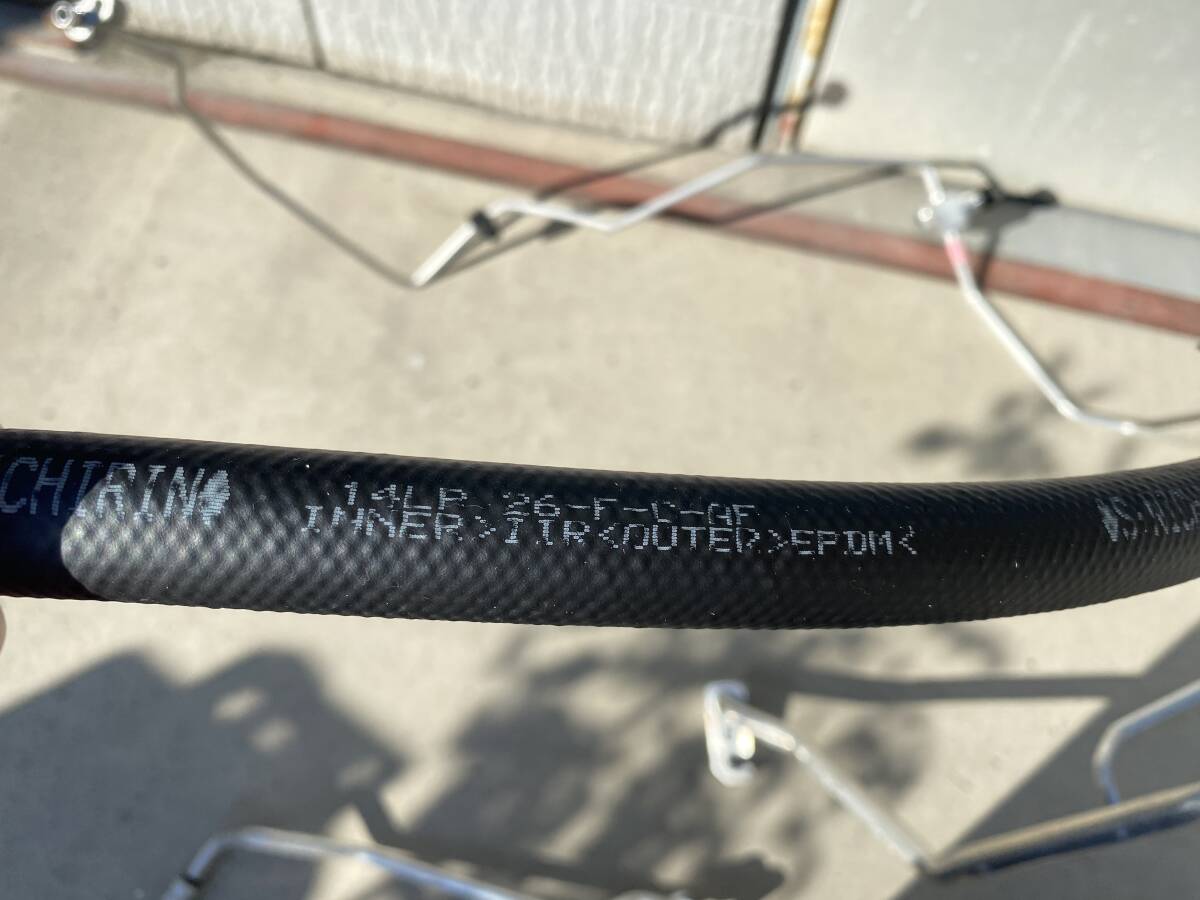 CHIRIN
14LP 26-F-C-GF
INNER>IIR<OUTER>EPDM<